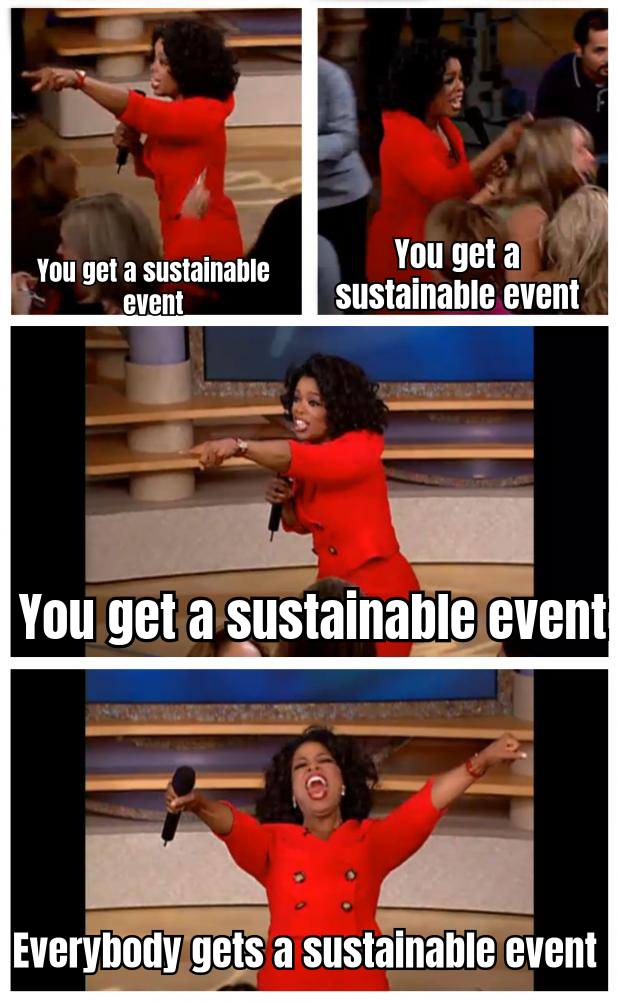 You get a sustainable
event
You get a
sustainable event
You get a sustainable event
Everybody gets a sustainable event